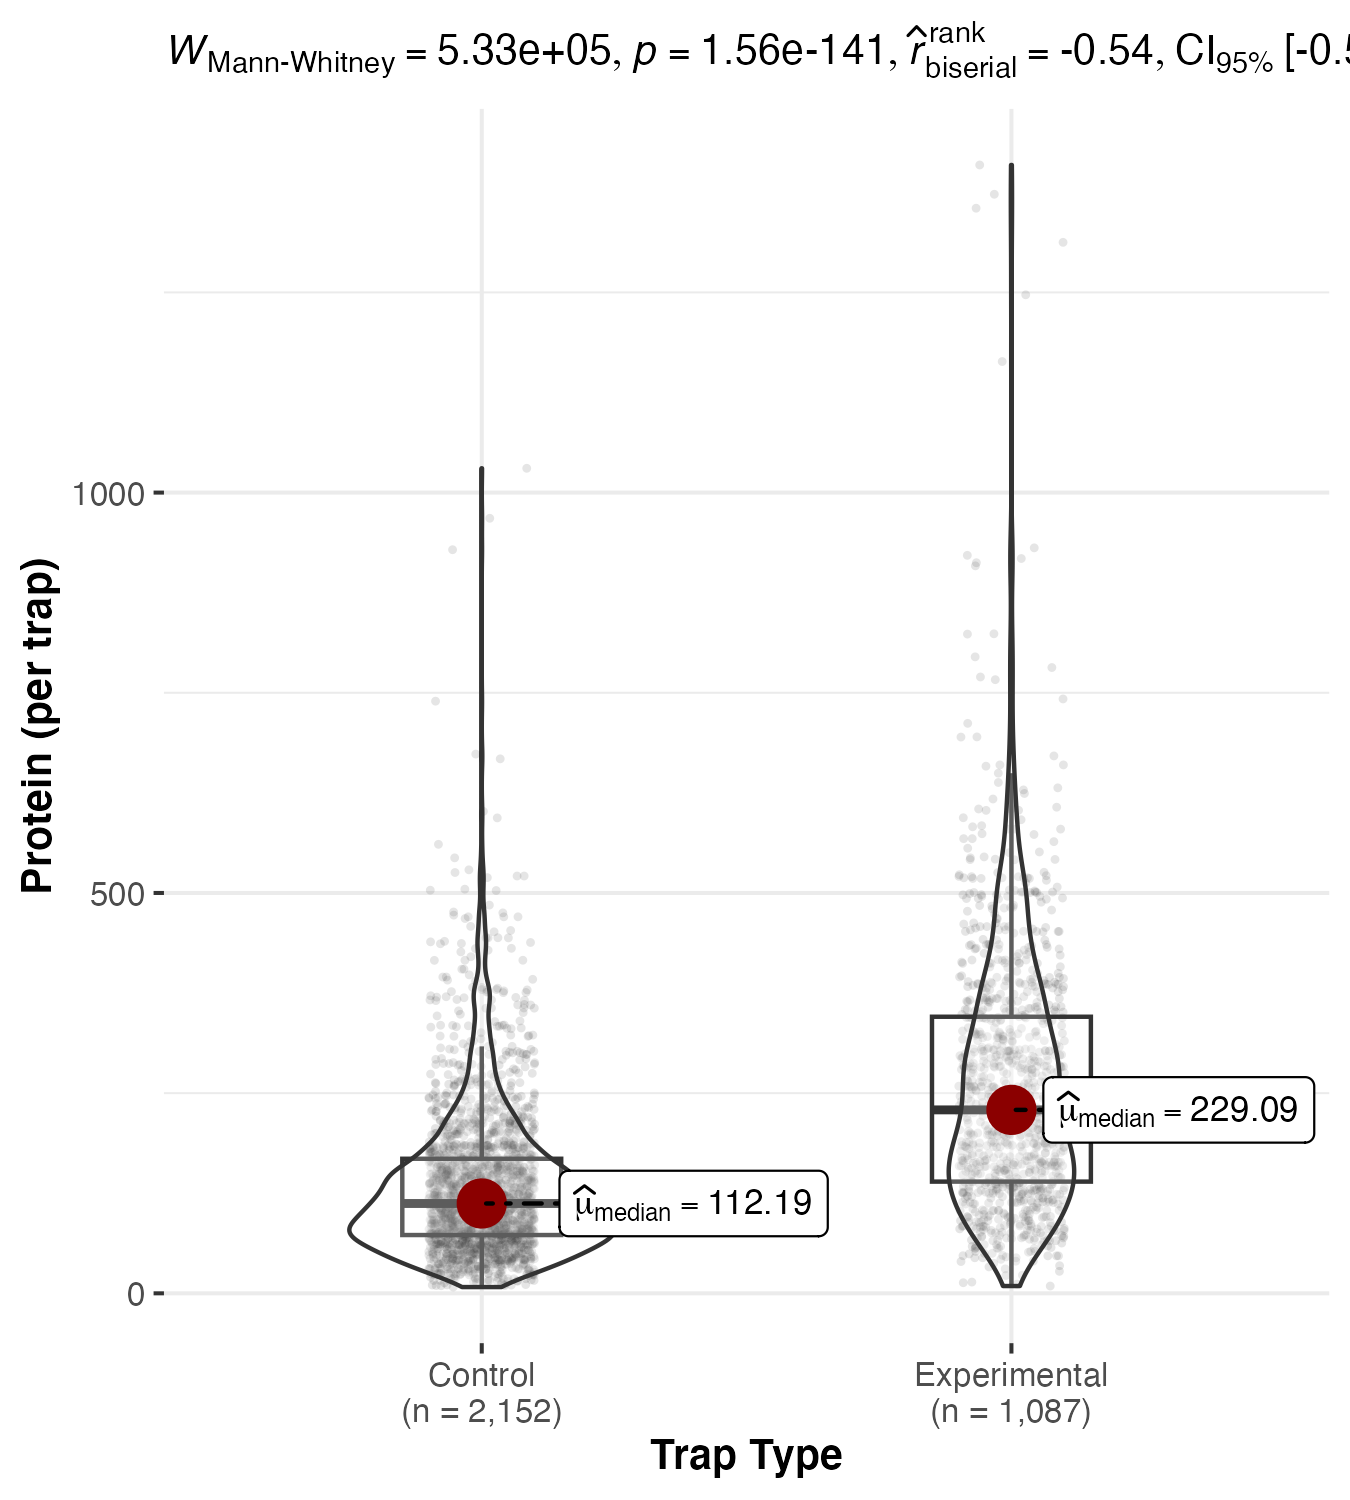 W Mann-Whitney = 5.33e+05, p = 1.56e-141, r̂ rank biserial = -0.54, CI95% [-0.5
1000
500
0
Protein (per trap)
μ̂median = 229.09
μ̂median = 112.19
Control
(n = 2,152)
Experimental
(n = 1,087)
Trap Type